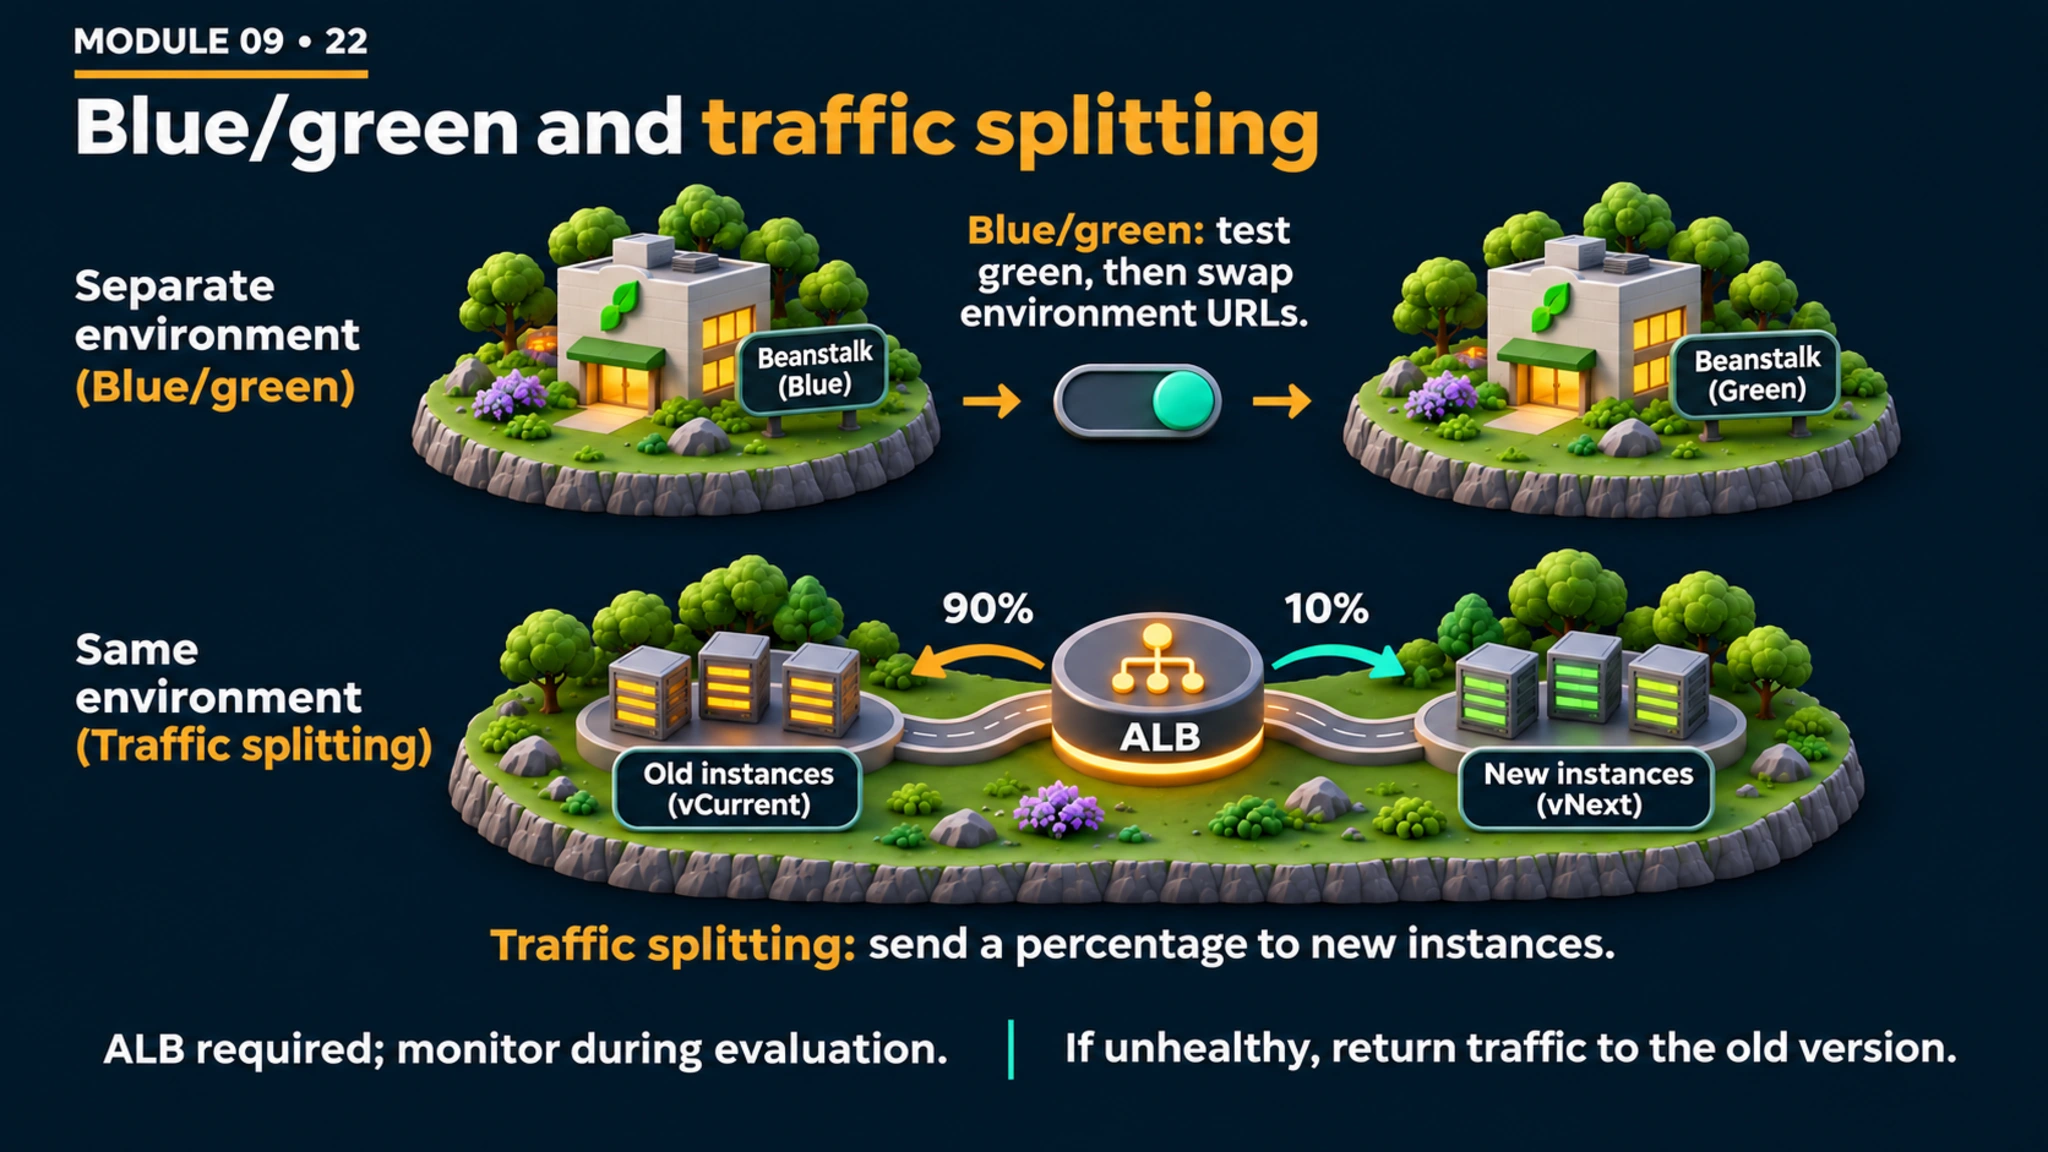 MODULE 09 • 22
Blue/green and traffic splitting
Separate
environment
(Blue/green)
Beanstalk
(Blue)
Blue/green: test
green, then swap
environment URLs.
Beanstalk
(Green)
Same
environment
(Traffic splitting)
90%
10%
ALB
Old instances
(vCurrent)
New instances
(vNext)
Traffic splitting: send a percentage to new instances.
ALB required; monitor during evaluation.
If unhealthy, return traffic to the old version.